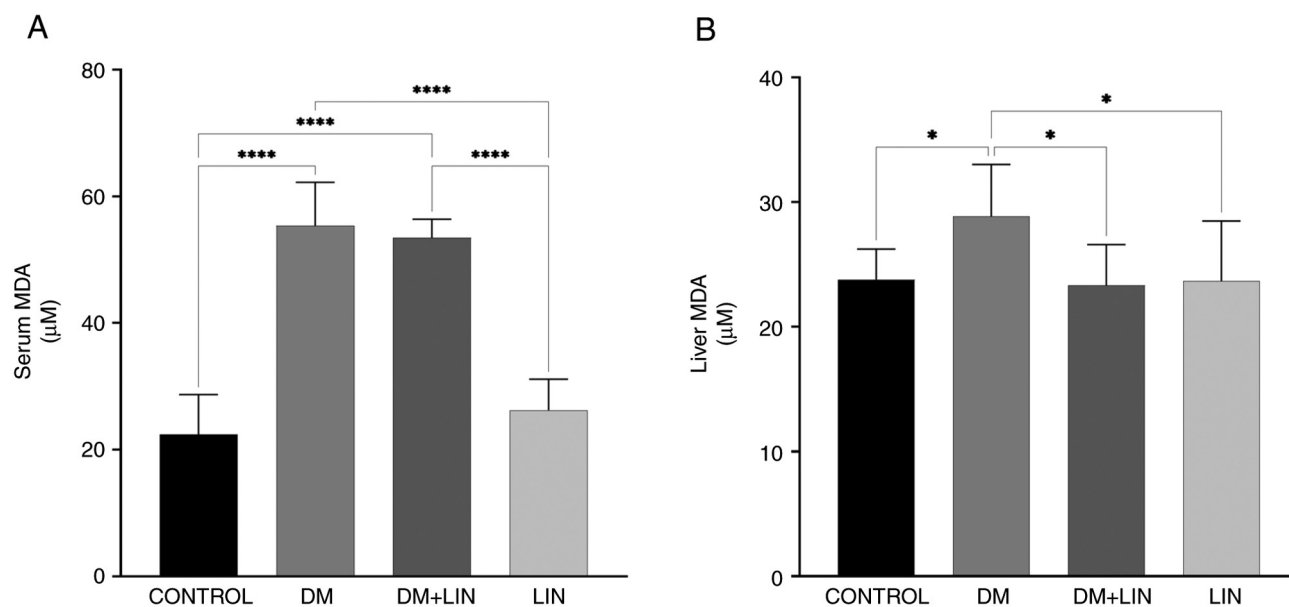 A
80
60
40
20
0
Serum MDA
(μM)
****
****
****
****
CONTROL DM DM+LIN LIN
B
40
30
20
10
0
Liver MDA
(μM)
*
*
*
CONTROL DM DM+LIN LIN